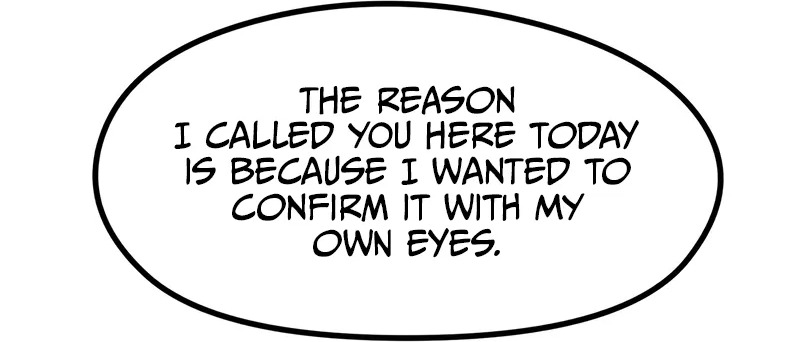 THE REASON
I CALLED YOU HERE TODAY
IS BECAUSE I WANTED TO
CONFIRM IT WITH MY
OWN EYES.